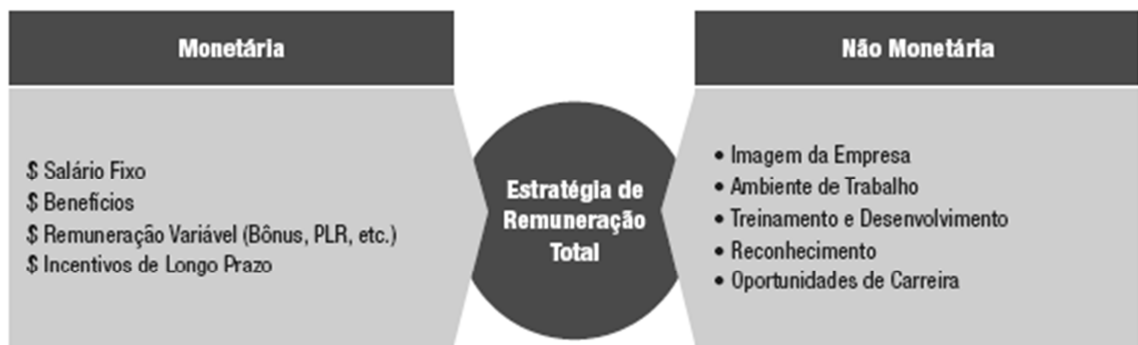 Monetária
$ Salário Fixo
$ Benefícios
$ Remuneração Variável (Bônus, PLR, etc.)
$ Incentivos de Longo Prazo
Estratégia de
Remuneração
Total
Não Monetária
• Imagem da Empresa
• Ambiente de Trabalho
• Treinamento e Desenvolvimento
• Reconhecimento
• Oportunidades de Carreira